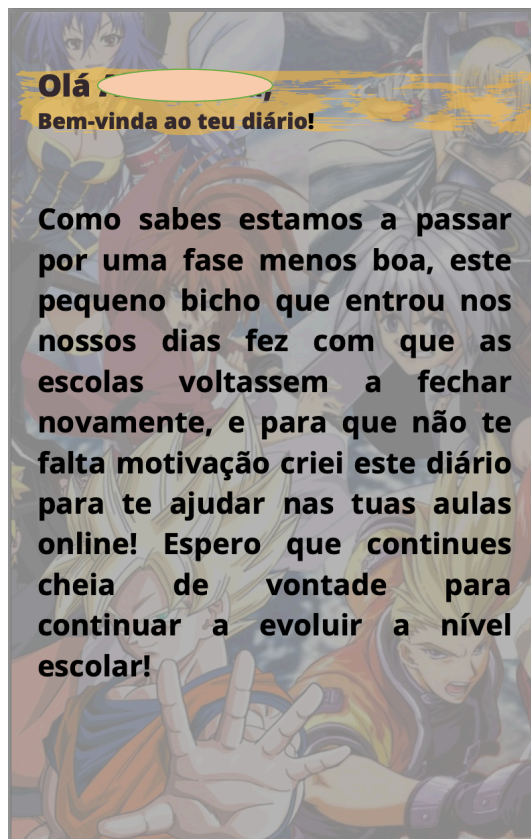 Olá
Bem-vinda ao teu diário!
Como sabes estamos a passar
por uma fase menos boa, este
pequeno bicho que entrou nos
nossos dias fez com que as
escolas voltassem a fechar
novamente, e para que não te
falta motivação criei este diário
para te ajudar nas tuas aulas
online! Espero que continues
cheia de vontade para
continuar a evoluir a nível
escolar!